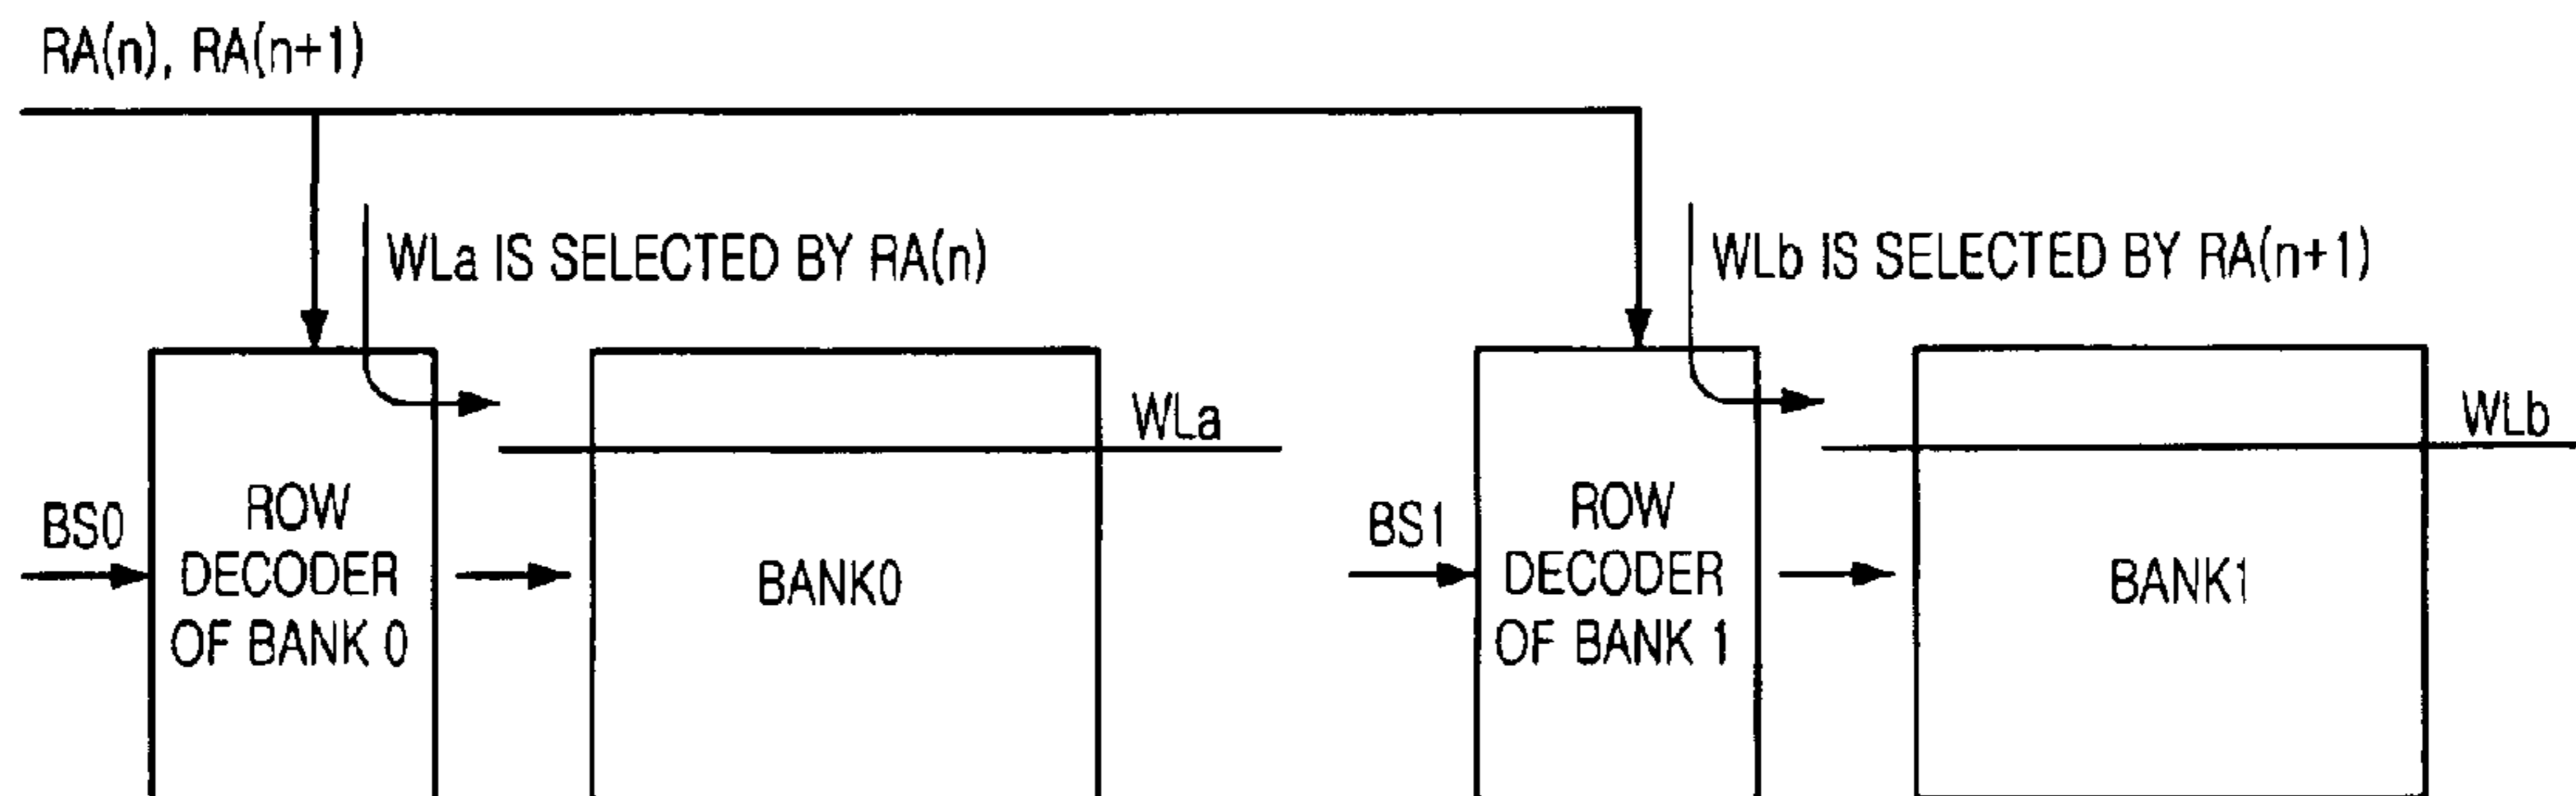 RA(n), RA(n+1)
WLa IS SELECTED BY RA(n)
WLb IS SELECTED BY RA(n+1)
WLa
WLb
BS0
ROW
DECODER
OF BANK 0
BANK0
BS1
ROW
DECODER
OF BANK 1
BANK1